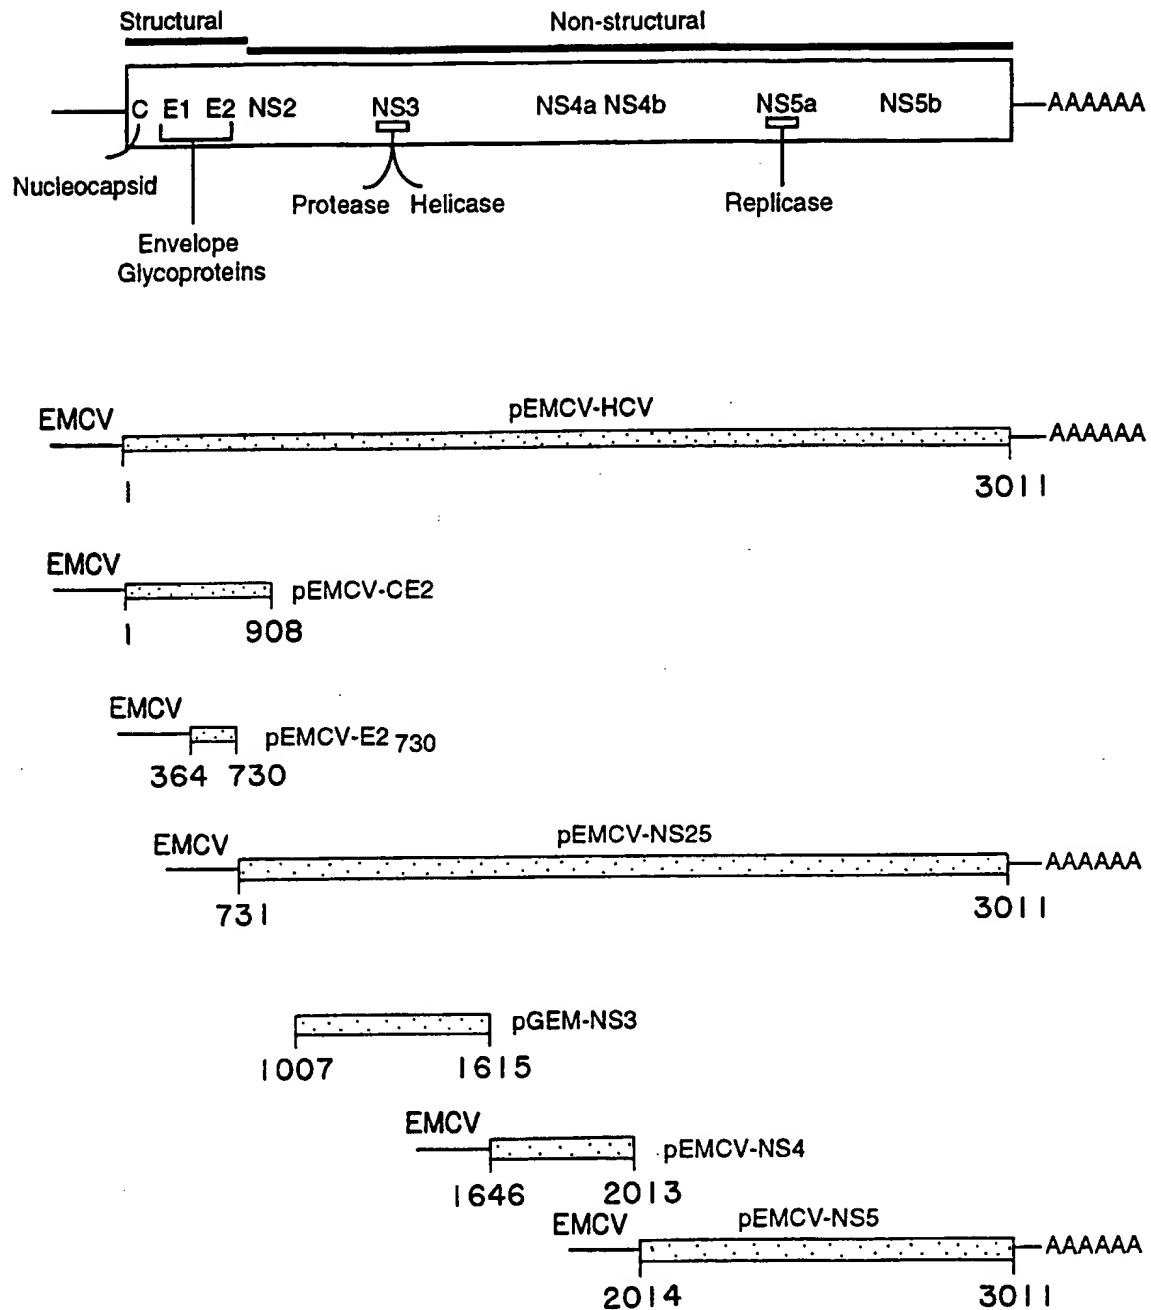 Structural Non-structural
C E1 E2 NS2 NS3 NS4a NS4b NS5a NS5b AAAAAA
Nucleocapsid
Protease Helicase Replicase
Envelope
Glycoproteins
EMCV pEMCV-HCV AAAAAA
1 3011
EMCV pEMCV-CE2
1 908
EMCV pEMCV-E2 730
364 730
EMCV pEMCV-NS25 AAAAAA
731 3011
pGEM-NS3
1007 1615
EMCV pEMCV-NS4
1646 2013
EMCV pEMCV-NS5 AAAAAA
2014 3011